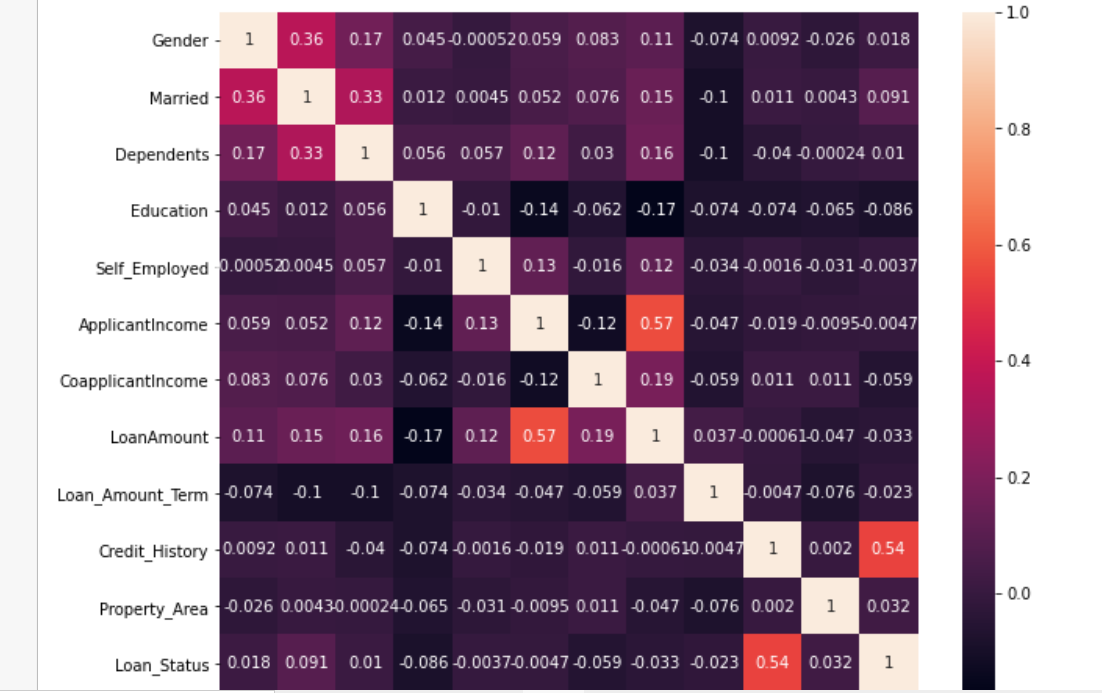 Gender 1 0.36 0.17 0.045 -0.00052 0.059 0.083 0.11 -0.074 0.0092 -0.026 0.018
Married 0.36 1 0.33 0.012 0.0045 0.052 0.076 0.15 -0.1 0.011 0.0043 0.091
Dependents 0.17 0.33 1 0.056 0.057 0.12 0.03 0.16 -0.1 -0.04 -0.00024 0.01
Education 0.045 0.012 0.056 1 -0.01 -0.14 -0.062 -0.17 -0.074 -0.074 -0.065 -0.086
Self_Employed 0.00052 0.0045 0.057 -0.01 1 0.13 -0.016 0.12 -0.034 -0.0016 -0.031 -0.0037
ApplicantIncome 0.059 0.052 0.12 -0.14 0.13 1 -0.12 0.57 -0.047 -0.019 -0.0095 -0.0047
CoapplicantIncome 0.083 0.076 0.03 -0.062 -0.016 -0.12 1 0.19 -0.059 0.011 0.011 -0.059
LoanAmount 0.11 0.15 0.16 -0.17 0.12 0.57 0.19 1 0.037 -0.00061 -0.047 -0.033
Loan_Amount_Term -0.074 -0.1 -0.1 -0.074 -0.034 -0.047 -0.059 0.037 1 -0.0047 -0.076 -0.023
Credit_History 0.0092 0.011 -0.04 -0.074 -0.0016 -0.019 0.011 -0.00061 -0.0047 1 0.002 0.54
Property_Area -0.026 0.0043 -0.00024 -0.065 -0.031 -0.0095 0.011 -0.047 -0.076 0.002 1 0.032
Loan_Status 0.018 0.091 0.01 -0.086 -0.0037 -0.0047 -0.059 -0.033 -0.023 0.54 0.032 1
1.0
0.8
0.6
0.4
0.2
0.0